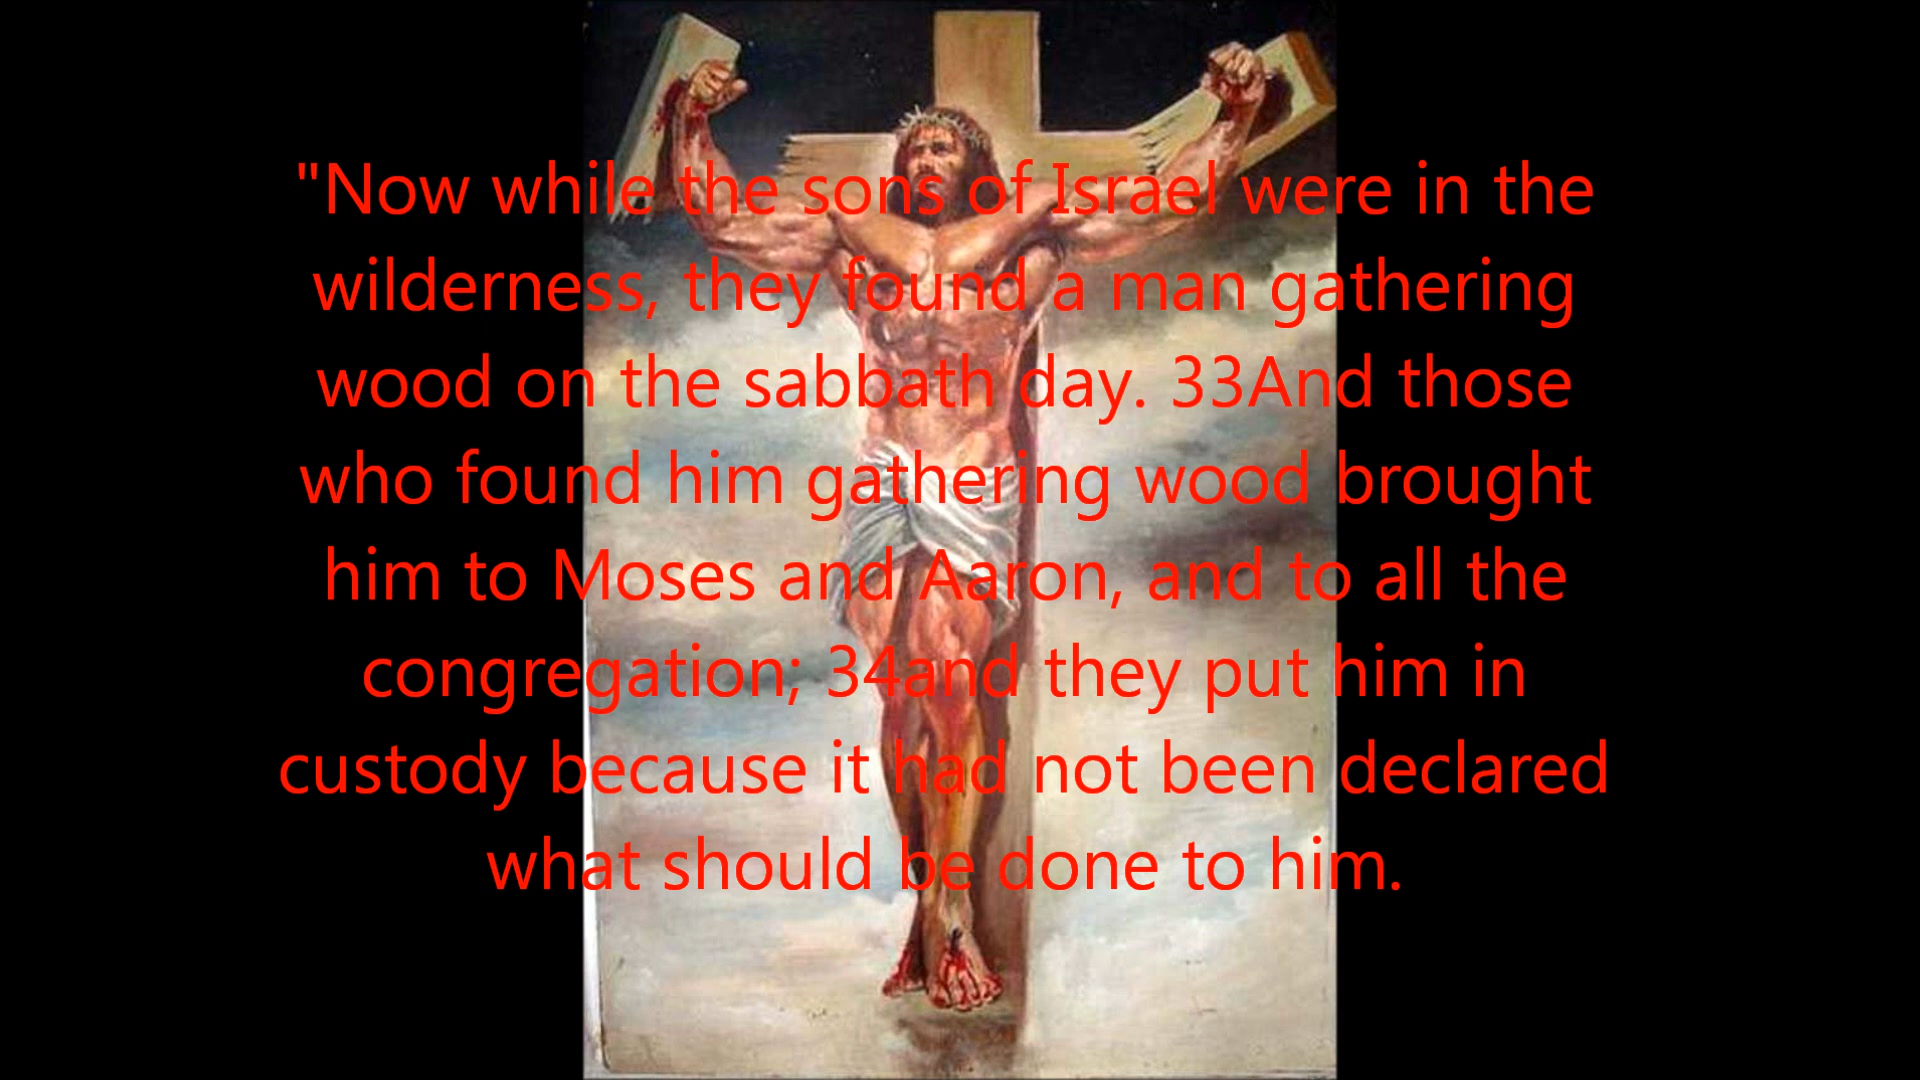 "Now while the sons of Israel were in the
wilderness, they found a man gathering
wood on the sabbath day. 33And those
who found him gathering wood brought
him to Moses and Aaron, and to all the
congregation; 34and they put him in
custody because it had not been declared
what should be done to him.